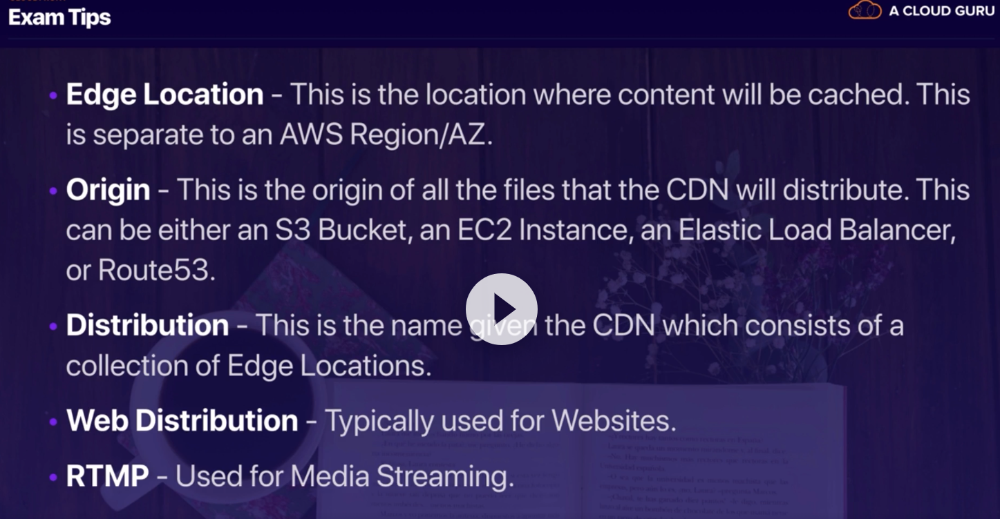 Exam Tips
A CLOUD GURU
• Edge Location - This is the location where content will be cached. This
is separate to an AWS Region/AZ.
• Origin - This is the origin of all the files that the CDN will distribute. This
can be either an S3 Bucket, an EC2 Instance, an Elastic Load Balancer,
or Route53.
• Distribution - This is the name given the CDN which consists of a
collection of Edge Locations.
• Web Distribution - Typically used for Websites.
• RTMP - Used for Media Streaming.